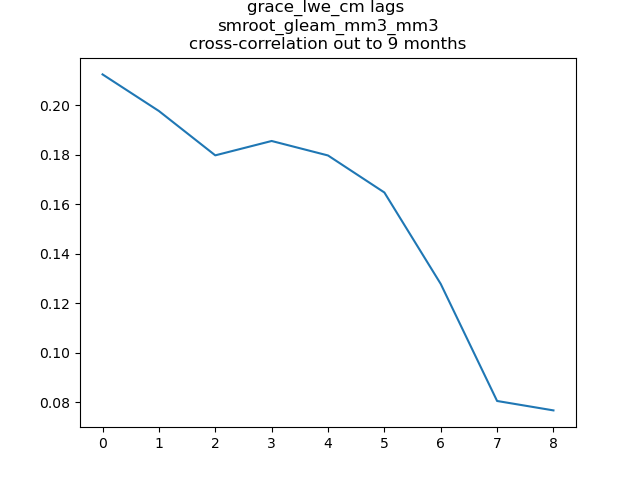 grace_lwe_cm lags
smroot_gleam_mm3_mm3
cross-correlation out to 9 months
0.20
0.18
0.16
0.14
0.12
0.10
0.08
0 1 2 3 4 5 6 7 8